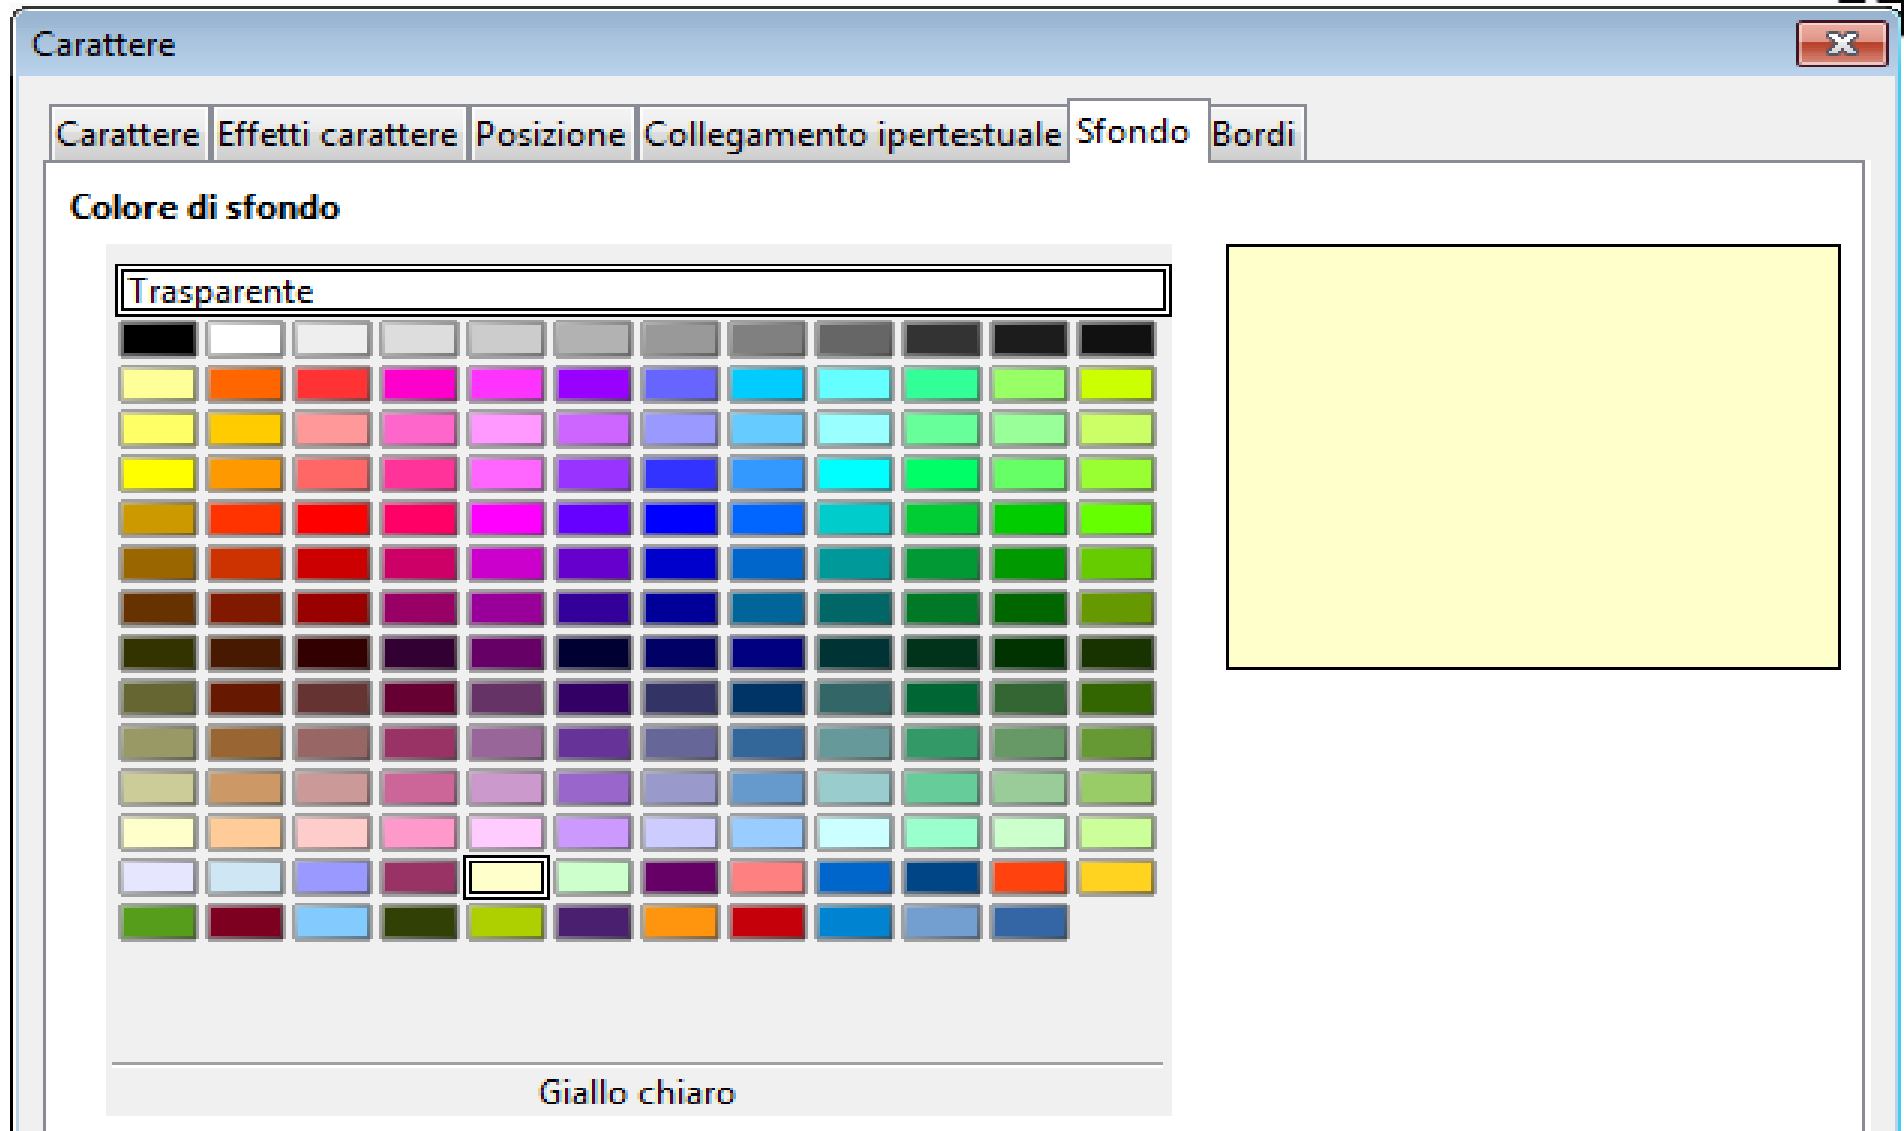 Carattere
Carattere Effetti carattere Posizione Collegamento ipertestuale Sfondo Bordi
Colore di sfondo
Trasparente
Giallo chiaro